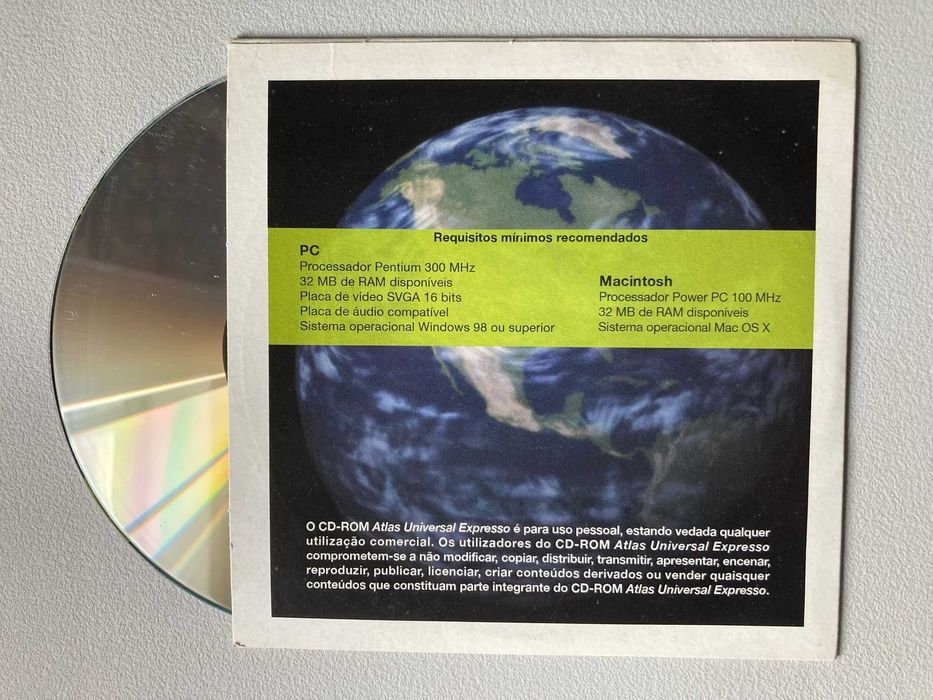 Requisitos mínimos recomendados
PC
Processador Pentium 300 MHz
32 MB de RAM disponíveis
Placa de vídeo SVGA 16 bits
Placa de áudio compatível
Sistema operacional Windows 98 ou superior
Macintosh
Processador Power PC 100 MHz
32 MB de RAM disponíveis
Sistema operacional Mac OS X
O CD-ROM Atlas Universal Expresso é para uso pessoal, estando vedada qualquer
utilização comercial. Os utilizadores do CD-ROM Atlas Universal Expresso
comprometem-se a não modificar, copiar, distribuir, transmitir, apresentar, encenar,
reproduzir, publicar, licenciar, criar conteúdos derivados ou vender quaisquer
conteúdos que constituam parte integrante do CD-ROM Atlas Universal Expresso.